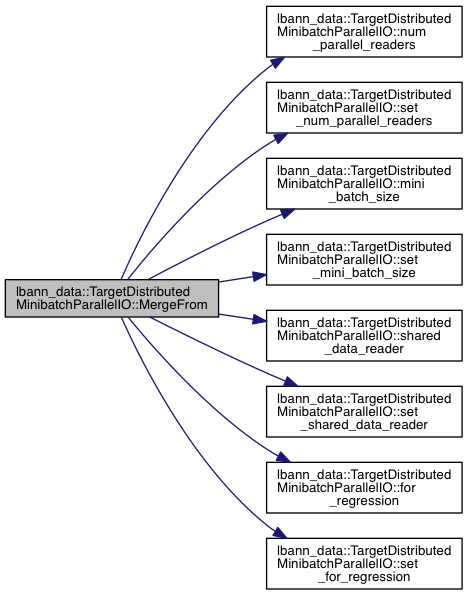 lbann_data::TargetDistributed
MinibatchParallelIO::num
_parallel_readers
lbann_data::TargetDistributed
MinibatchParallelIO::set
_num_parallel_readers
lbann_data::TargetDistributed
MinibatchParallelIO::mini
_batch_size
lbann_data::TargetDistributed
MinibatchParallelIO::set
_mini_batch_size
lbann_data::TargetDistributed
MinibatchParallelIO::MergeFrom
lbann_data::TargetDistributed
MinibatchParallelIO::shared
_data_reader
lbann_data::TargetDistributed
MinibatchParallelIO::set
_shared_data_reader
lbann_data::TargetDistributed
MinibatchParallelIO::for
_regression
lbann_data::TargetDistributed
MinibatchParallelIO::set
_for_regression